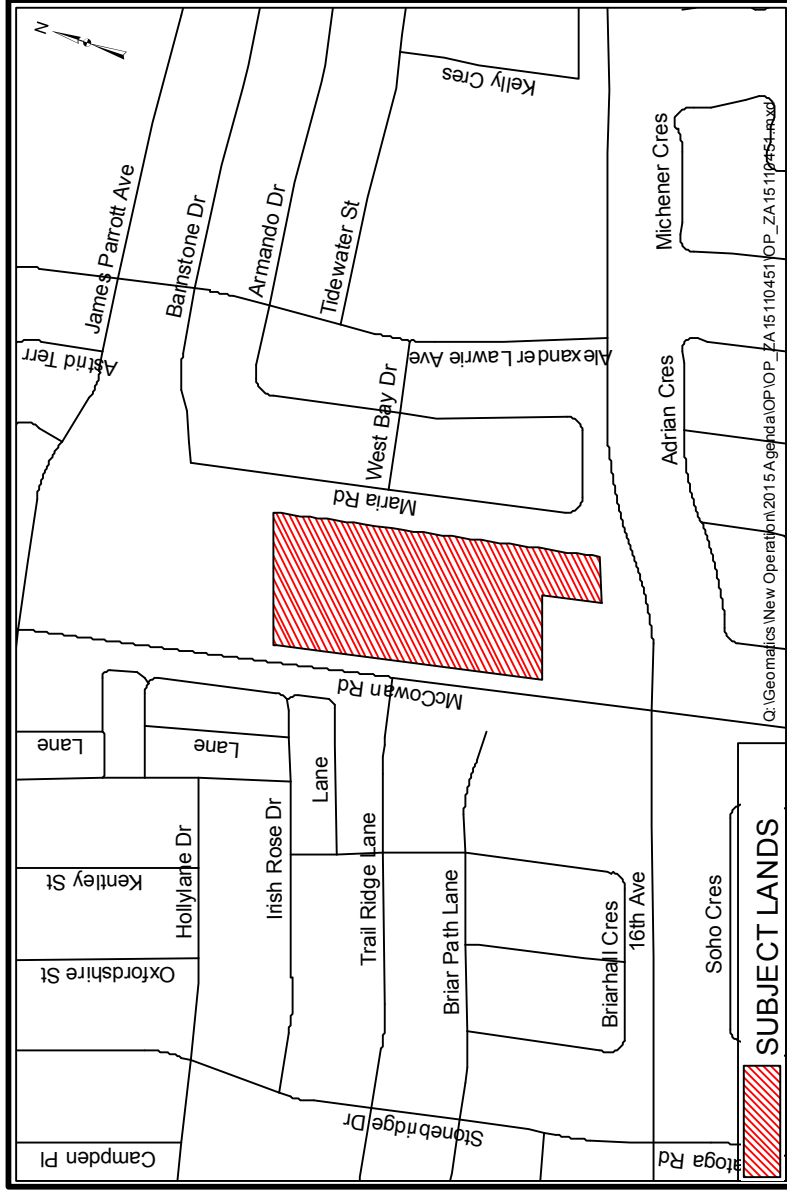 N
James Parrott Ave
Astrid Terr
Barnstone Dr
Armando Dr
Tidewater St
Kelly Cres
Alexander Lawrie Ave
West Bay Dr
Maria Rd
McCowan Rd
Lane
Lane
Lane
Hollylane Dr
Kentley St
Oxfordshire St
Irish Rose Dr
Trail Ridge Lane
Briar Path Lane
Stonebridge Dr
Campden Pl
Briarhall Cres
16th Ave
Michener Cres
Adrian Cres
Soho Cres
atoga Rd
SUBJECT LANDS
Q:\Geomatics\New Operation\2015 Agenda\OP\OP_ZA15110451\OP_ZA15110451.mxd